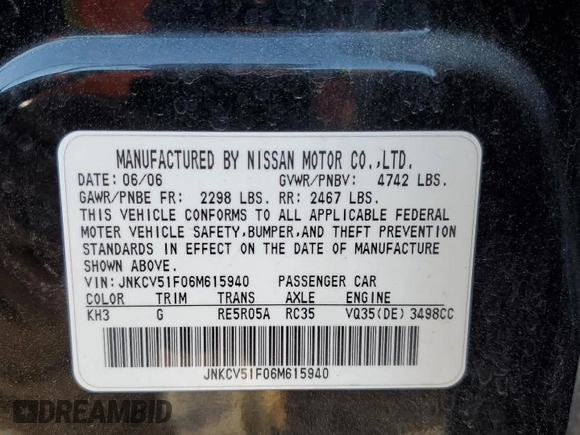 MANUFACTURED BY NISSAN MOTOR CO.,LTD.
DATE: 06/06 GVWR/PNBV: 4742 LBS.
GAWR/PNBE FR: 2298 LBS. RR: 2467 LBS.
THIS VEHICLE CONFORMS TO ALL APPLICABLE FEDERAL
MOTER VEHICLE SAFETY,BUMPER,AND THEFT PREVENTION
STANDARDS IN EFFECT ON THE DATE OF MANUFACTURE
SHOWN ABOVE.
VIN: JNKCV51F06M615940 PASSENGER CAR
COLOR TRIM TRANS AXLE ENGINE
KH3 G RE5R05A RC35 VQ35(DE) 3498CC
JNKCV51F06M615940
DREAMBID